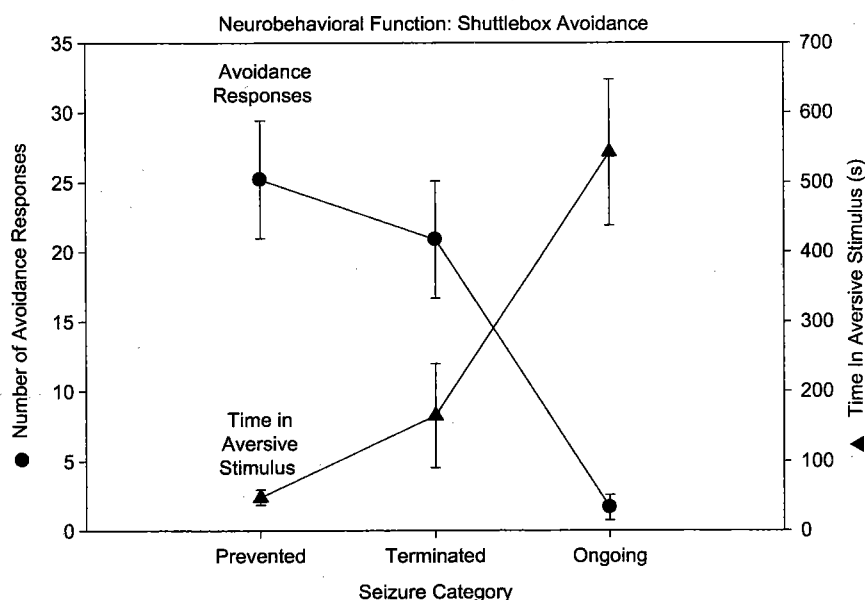 Neurobehavioral Function: Shuttlebox Avoidance
35
30
25
20
15
10
5
0
Number of Avoidance Responses
Avoidance
Responses
Time in
Aversive
Stimulus
700
600
500
400
300
200
100
0
Time In Aversive Stimulus (s)
Prevented
Terminated
Ongoing
Seizure Category